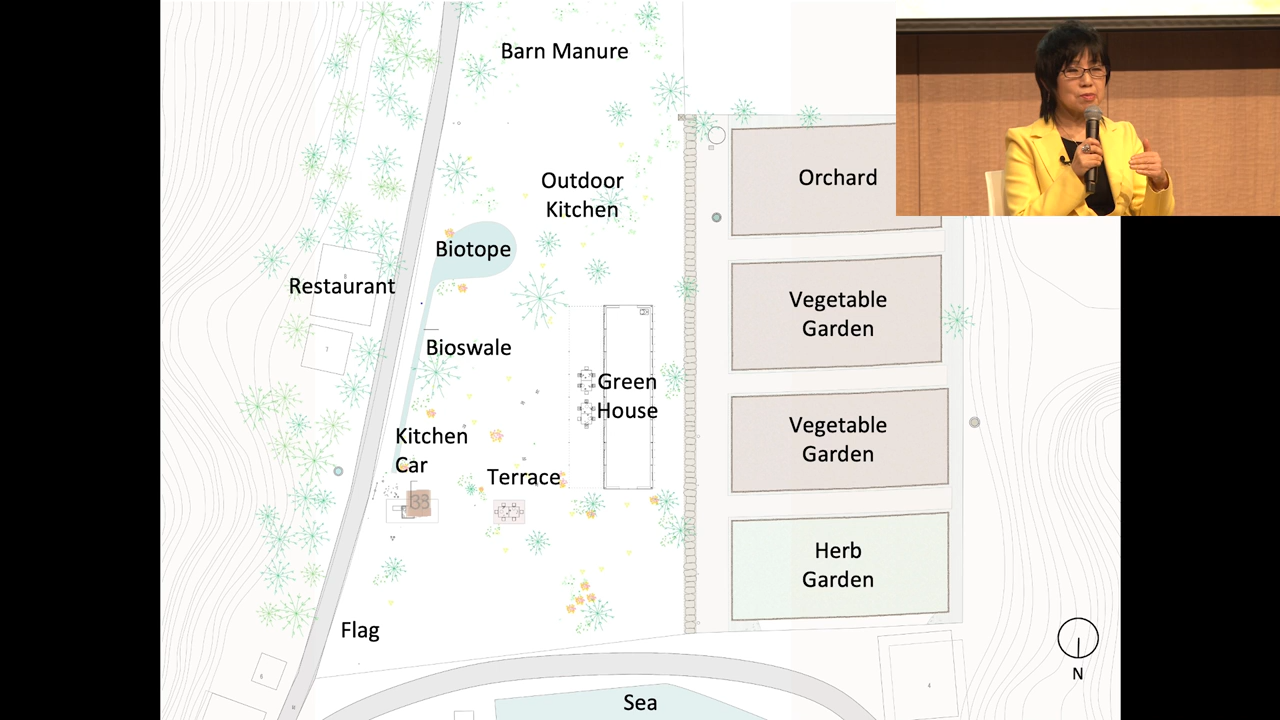 Barn Manure
Outdoor
Kitchen
Orchard
Biotope
Restaurant
Vegetable
Garden
Bioswale
Green
House
Kitchen
Car
Vegetable
Garden
Terrace
Herb
Garden
Flag
N
Sea